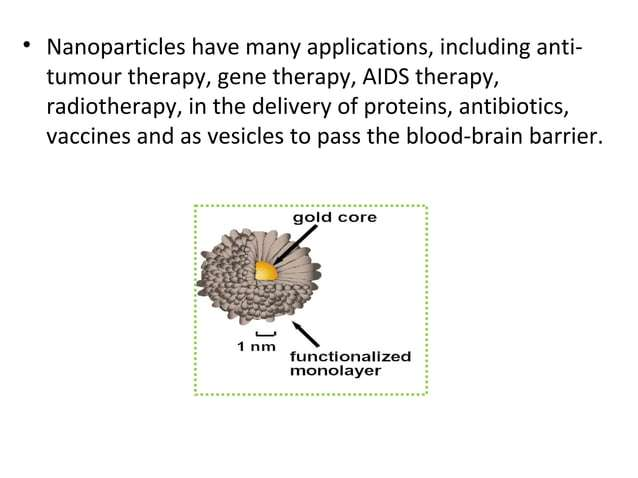 • Nanoparticles have many applications, including anti-
tumour therapy, gene therapy, AIDS therapy,
radiotherapy, in the delivery of proteins, antibiotics,
vaccines and as vesicles to pass the blood-brain barrier.
gold core
1 nm
functionalized
monolayer